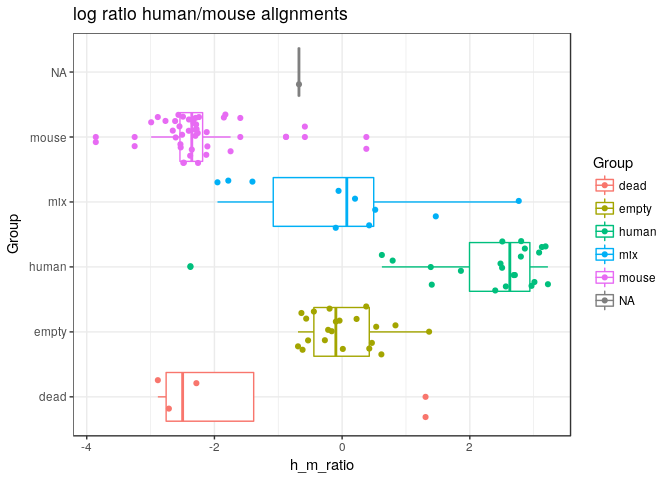 log ratio human/mouse alignments
NA
mouse
mix
human
empty
dead
Group
-4
-2
0
2
4
h_m_ratio
Group
dead
empty
human
mix
mouse
NA